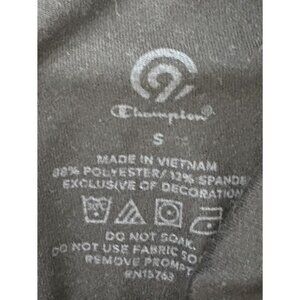 Champion
S
MADE IN VIETNAM
88% POLYESTER/ 12% SPANDE
EXCLUSIVE OF DECORATION
DO NOT SOAK
DO NOT USE FABRIC SO
REMOVE PROMPT
RN15763